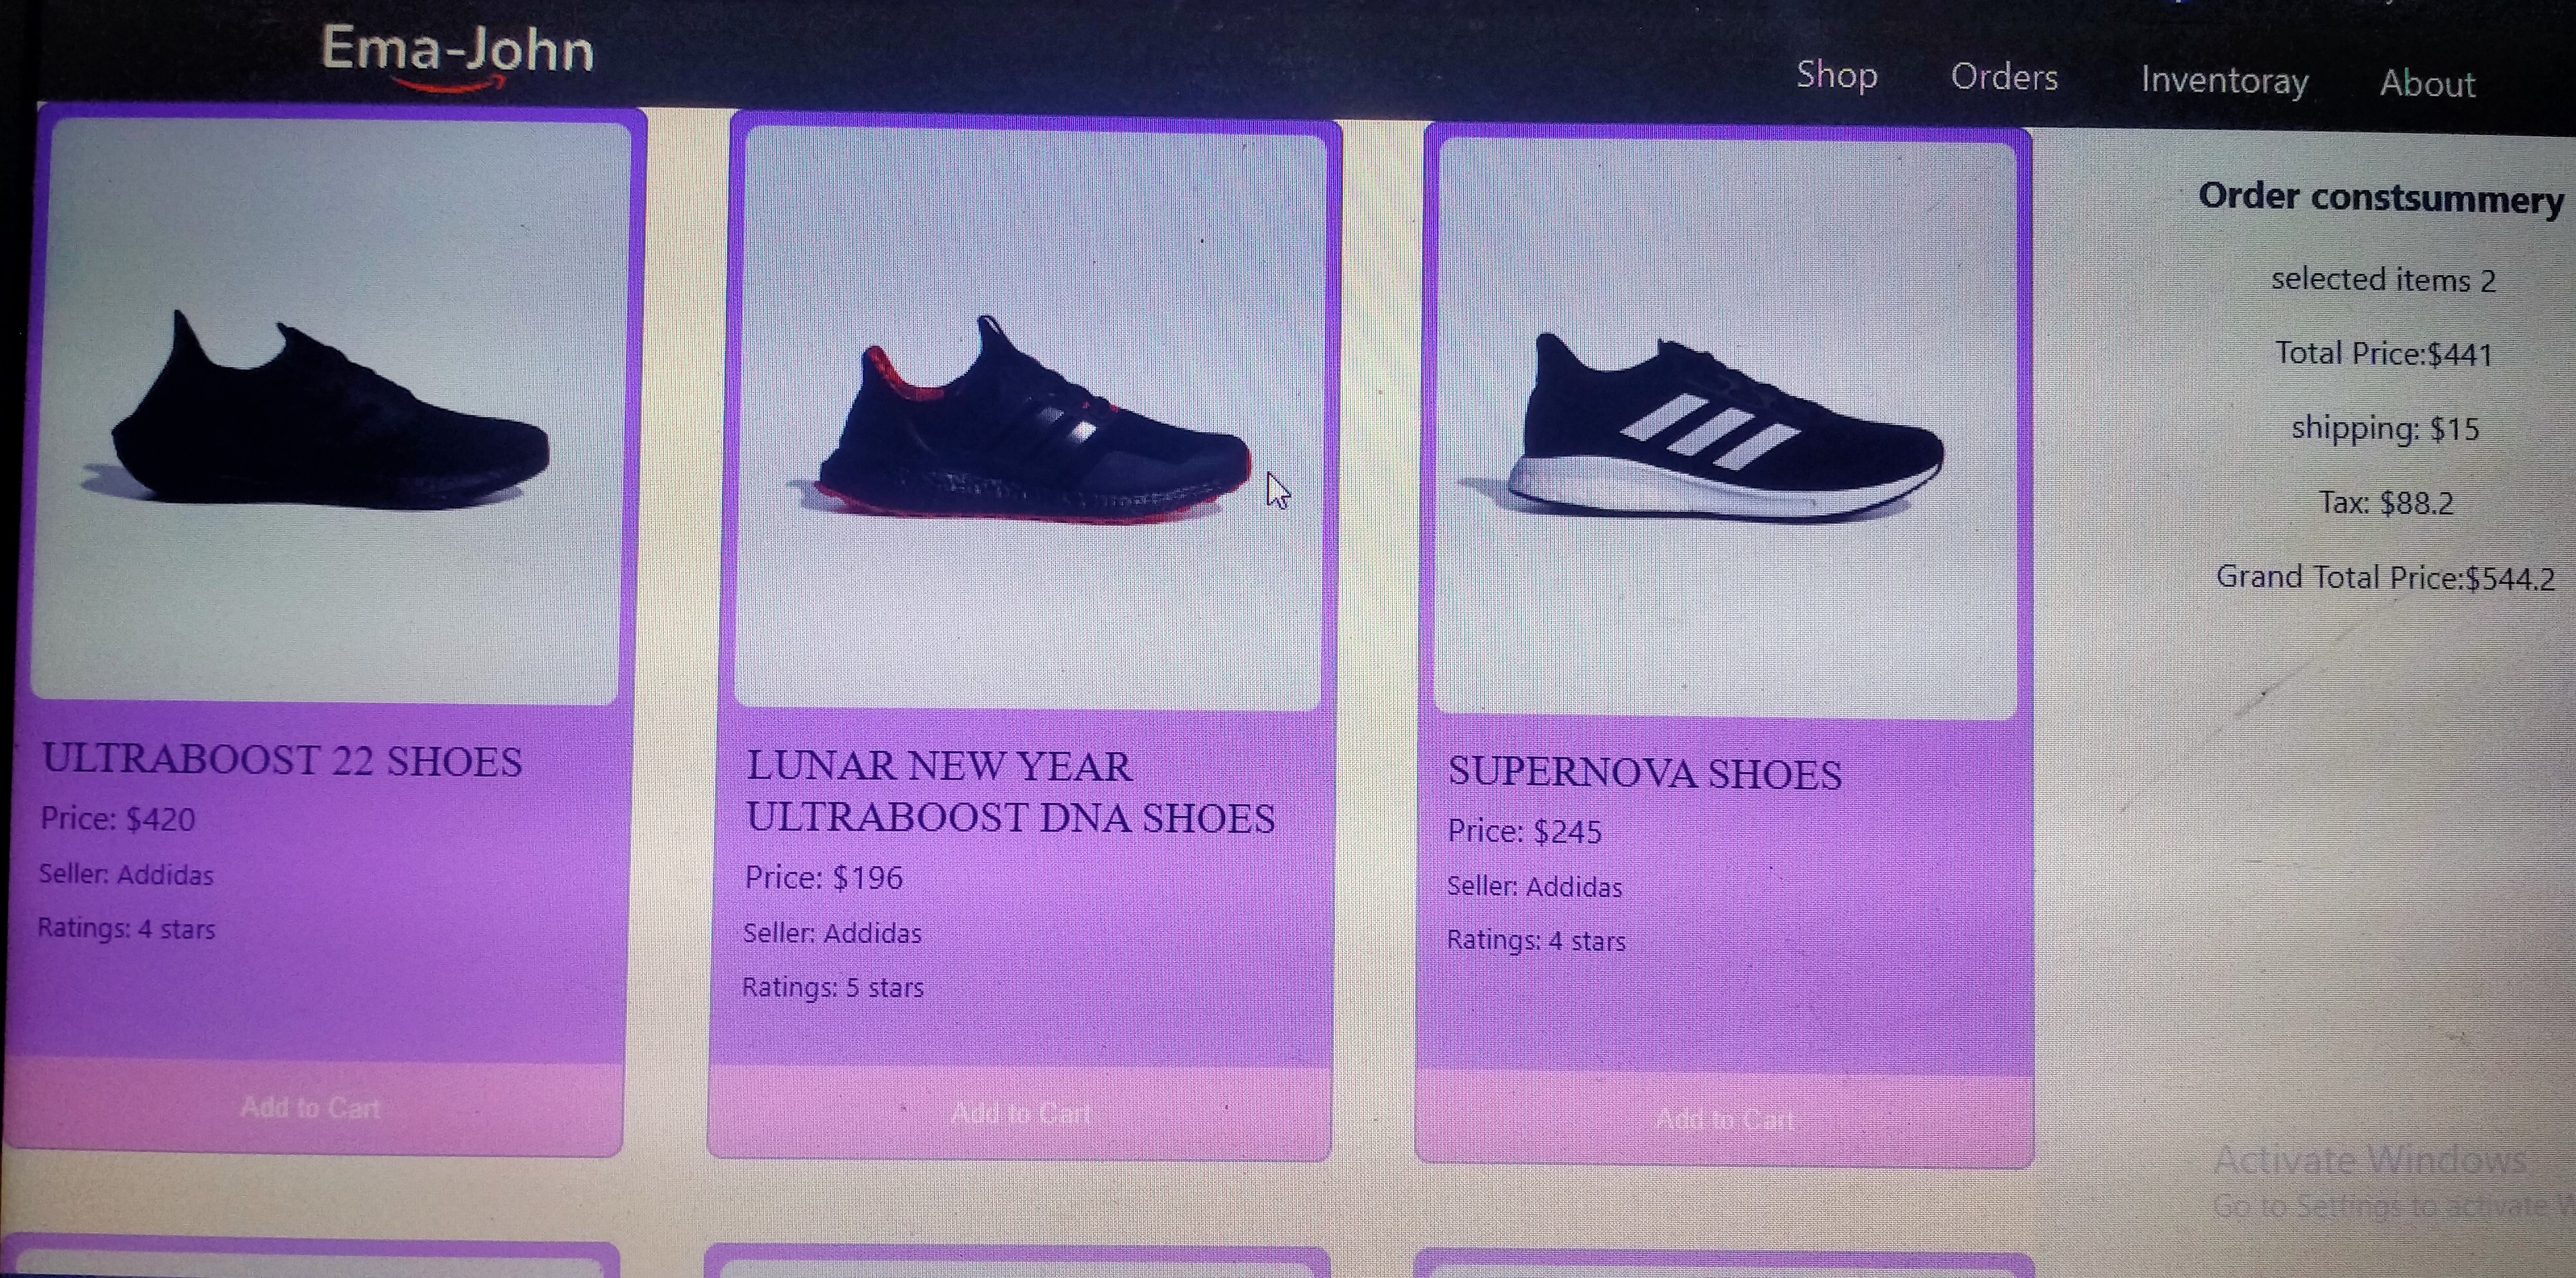 Ema-John
Shop Orders Inventoray About
ULTRABOOST 22 SHOES
Price: $420
Seller: Addidas
Ratings: 4 stars
Add to Cart
LUNAR NEW YEAR
ULTRABOOST DNA SHOES
Price: $196
Seller: Addidas
Ratings: 5 stars
Add to Cart
SUPERNOVA SHOES
Price: $245
Seller: Addidas
Ratings: 4 stars
Add to Cart
Order constsummery
selected items 2
Total Price:$441
shipping: $15
Tax: $88.2
Grand Total Price:$544.2
Activate Windows
Go to Settings to activate W